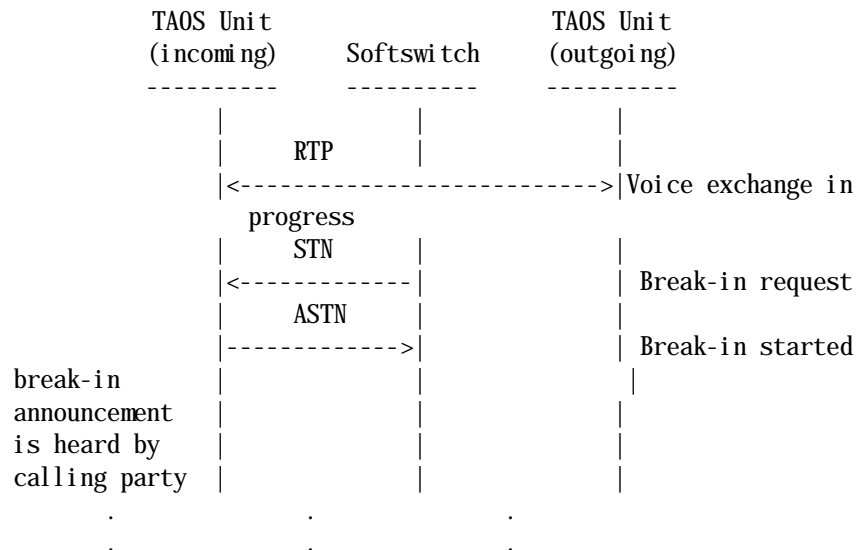 TAOS Unit TAOS Unit
(incoming) Softswitch (outgoing)
---------- ---------- ----------
| | |
| RTP | |
|<--------------------------->|Voice exchange in
progress
| STN | |
|<-------------| | Break-in request
| ASTN | |
|-------------->| | Break-in started
break-in | | |
announcement | | |
is heard by | | |
calling party | | |
. . .
. . .